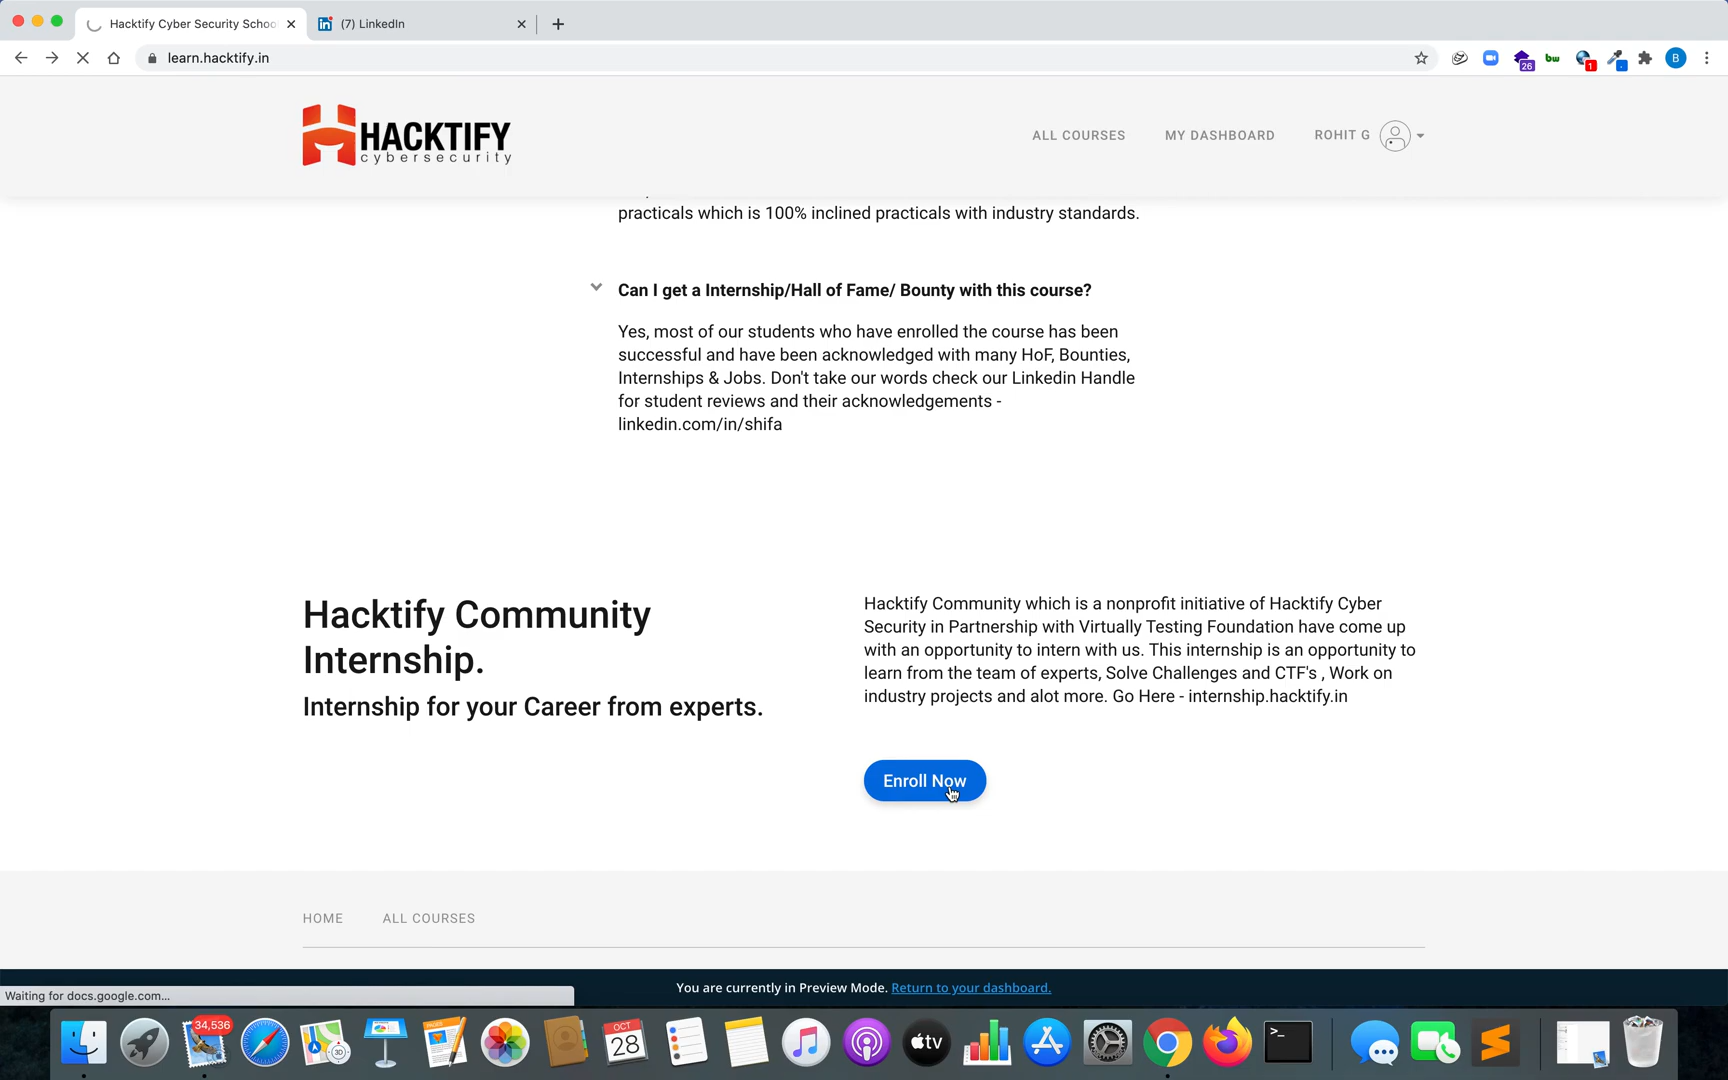 Hacktify Cyber Security Schoo
(7) LinkedIn
learn.hacktify.in
26
bw
1
B
HACKTIFY
cybersecurity
ALL COURSES
MY DASHBOARD
ROHIT G
practicals which is 100% inclined practicals with industry standards.
Can I get a Internship/Hall of Fame/ Bounty with this course?
Yes, most of our students who have enrolled the course has been
successful and have been acknowledged with many HoF, Bounties,
Internships & Jobs. Don't take our words check our Linkedin Handle
for student reviews and their acknowledgements -
linkedin.com/in/shifa
Hacktify Community
Internship.
Internship for your Career from experts.
Hacktify Community which is a nonprofit initiative of Hacktify Cyber
Security in Partnership with Virtually Testing Foundation have come up
with an opportunity to intern with us. This internship is an opportunity to
learn from the team of experts, Solve Challenges and CTF's , Work on
industry projects and alot more. Go Here - internship.hacktify.in
Enroll Now
HOME
ALL COURSES
You are currently in Preview Mode. Return to your dashboard.
Waiting for docs.google.com...
34,536
3D
PAGES
OCT
28
tv
>_